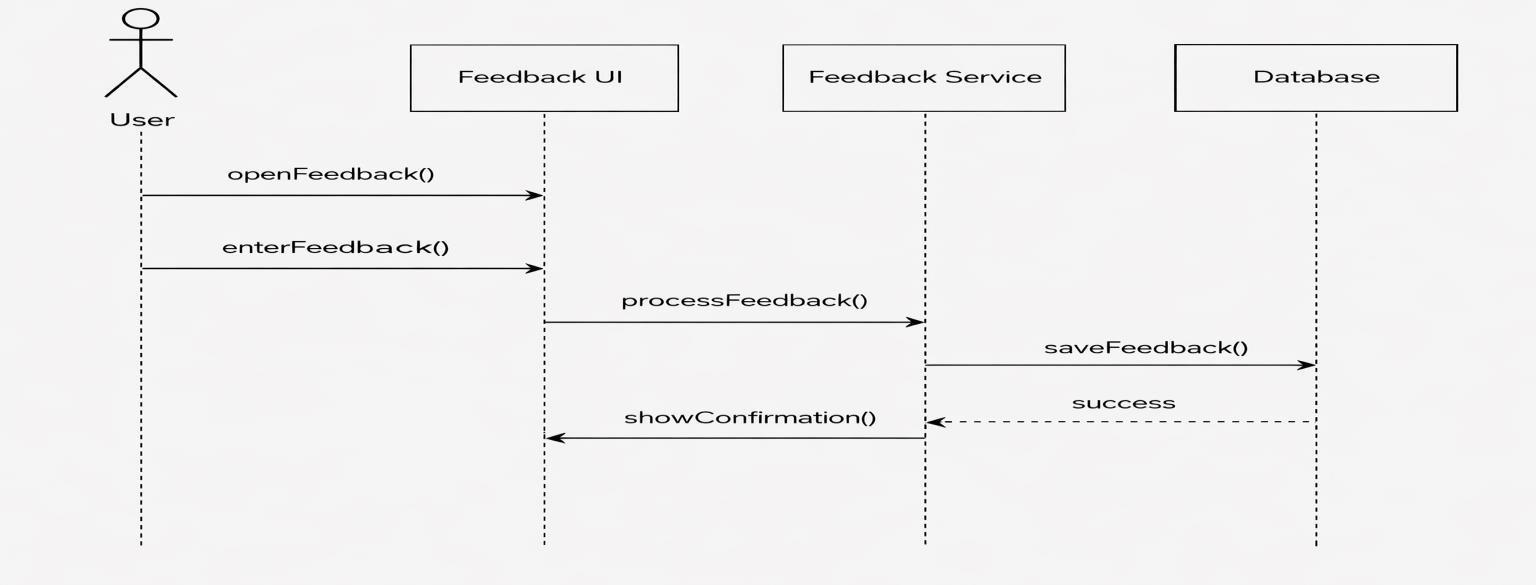 User
Feedback UI
Feedback Service
Database
openFeedback()
enterFeedback()
processFeedback()
saveFeedback()
success
showConfirmation()